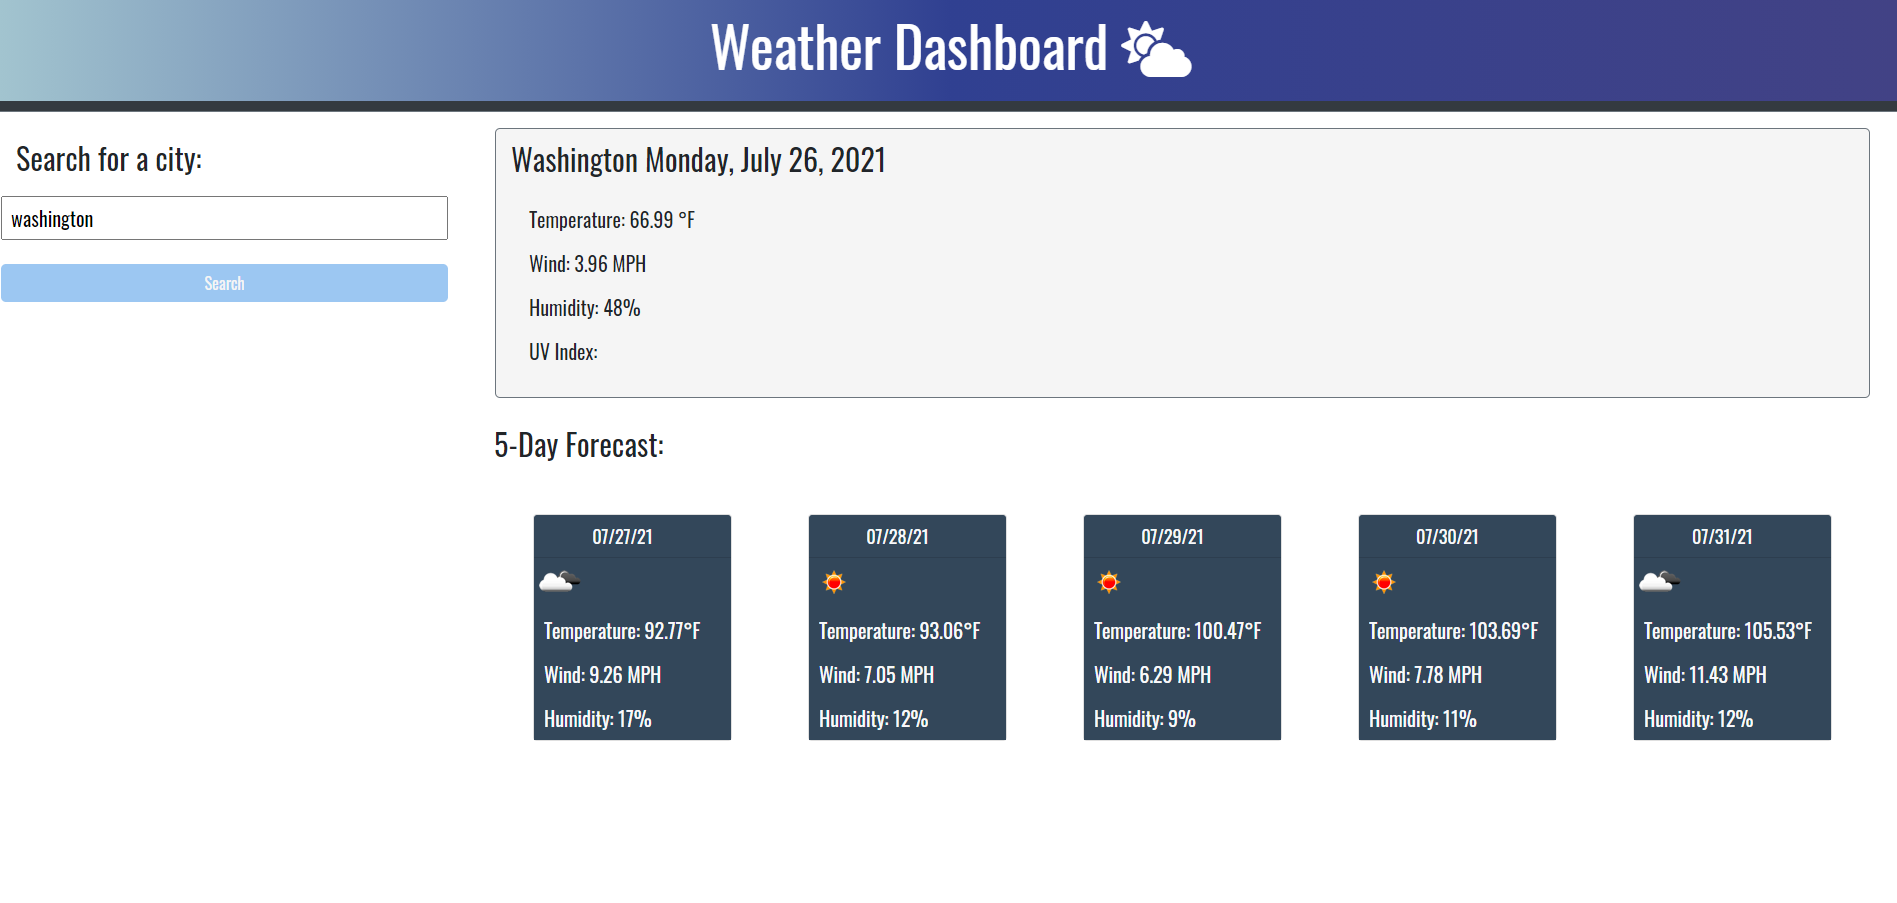 Weather Dashboard
Search for a city:
washington
Search
Washington Monday, July 26, 2021
Temperature: 66.99 °F
Wind: 3.96 MPH
Humidity: 48%
UV Index:
5-Day Forecast:
07/27/21
Temperature: 92.77°F
Wind: 9.26 MPH
Humidity: 17%
07/28/21
Temperature: 93.06°F
Wind: 7.05 MPH
Humidity: 12%
07/29/21
Temperature: 100.47°F
Wind: 6.29 MPH
Humidity: 9%
07/30/21
Temperature: 103.69°F
Wind: 7.78 MPH
Humidity: 11%
07/31/21
Temperature: 105.53°F
Wind: 11.43 MPH
Humidity: 12%